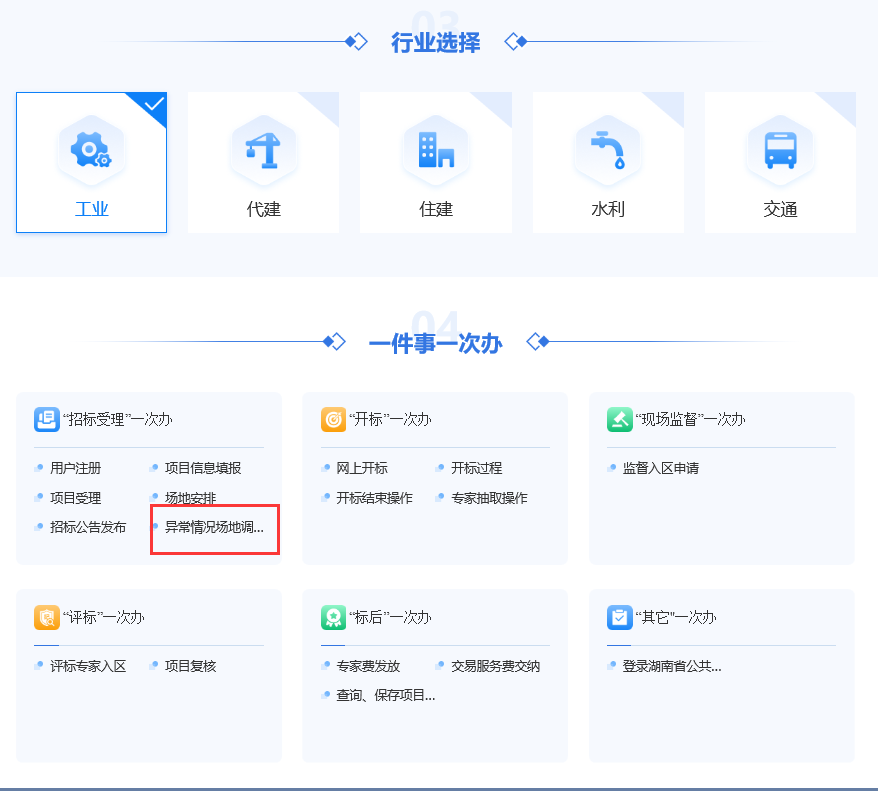 03
行业选择
工业
代建
住建
水利
交通
04
一件事一次办
“招标受理”一次办
用户注册
项目信息填报
项目受理
场地安排
招标公告发布
异常情况场地调...
“开标”一次办
网上开标
开标过程
开标结束操作
专家抽取操作
“现场监督”一次办
监督入区申请
“评标”一次办
评标专家入区
项目复核
“标后”一次办
专家费发放
交易服务费交纳
查询、保存项目...
“其它”一次办
登录湖南省公共...